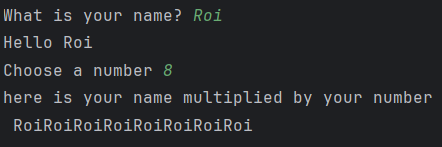 What is your name? Roi
Hello Roi
Choose a number 8
here is your name multiplied by your number
RoiRoiRoiRoiRoiRoiRoiRoi